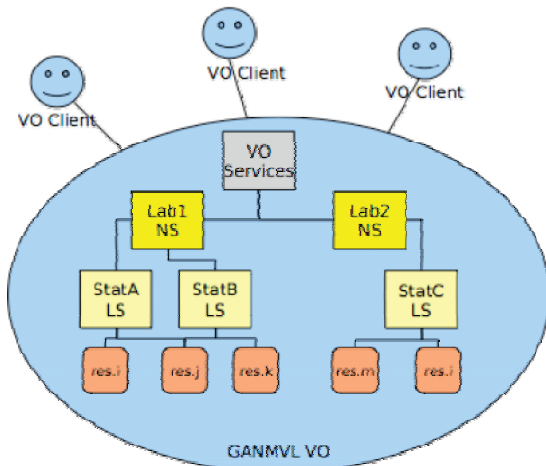 VO Client
VO Client
VO Client
VO
Services
Lab1
NS
Lab2
NS
StatA
LS
StatB
LS
StatC
LS
res.i
res.j
res.k
res.m
res.i
GANMVL VO